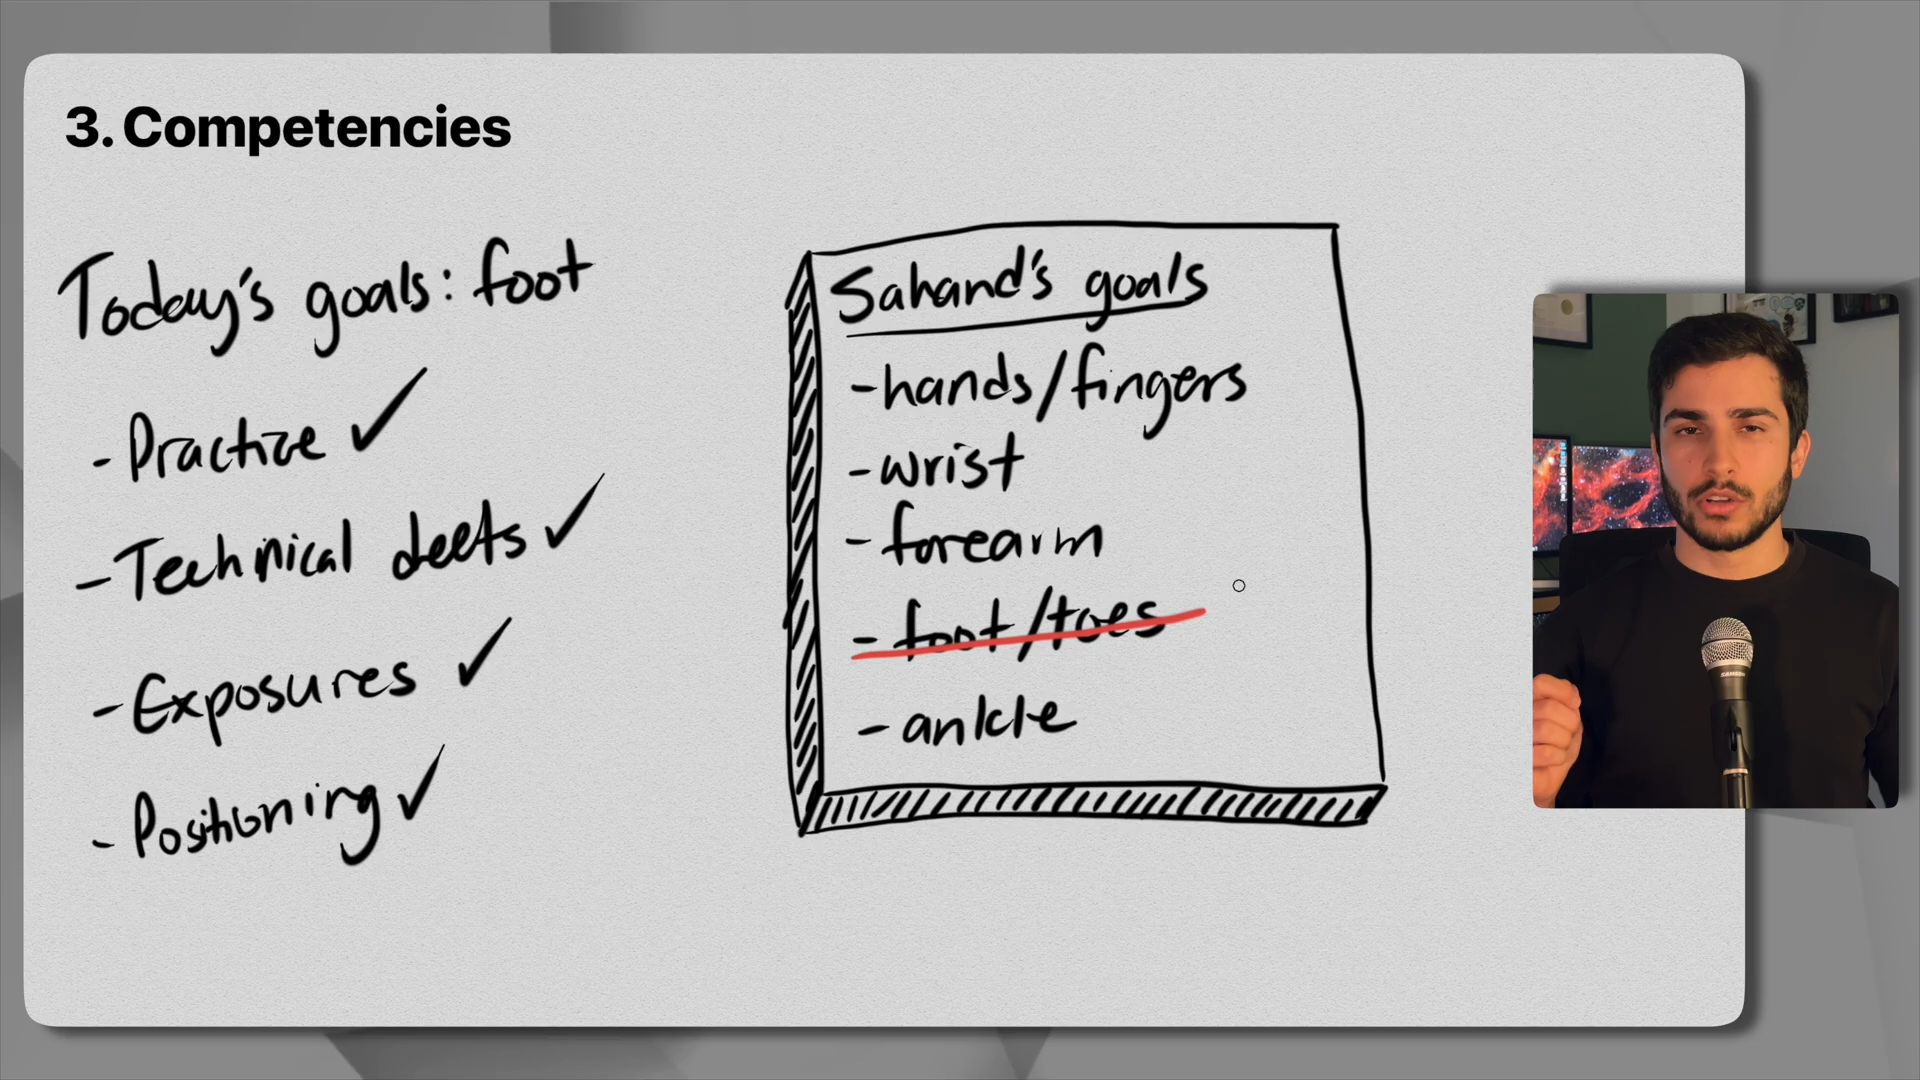 3. Competencies
Today's goals: foot
- Practice ✓
- Technical deets ✓
- Exposures ✓
- Positioning ✓
Sahand's goals
- hands/fingers
- wrist
- forearm
- foot/toes
- ankle
SAMSON